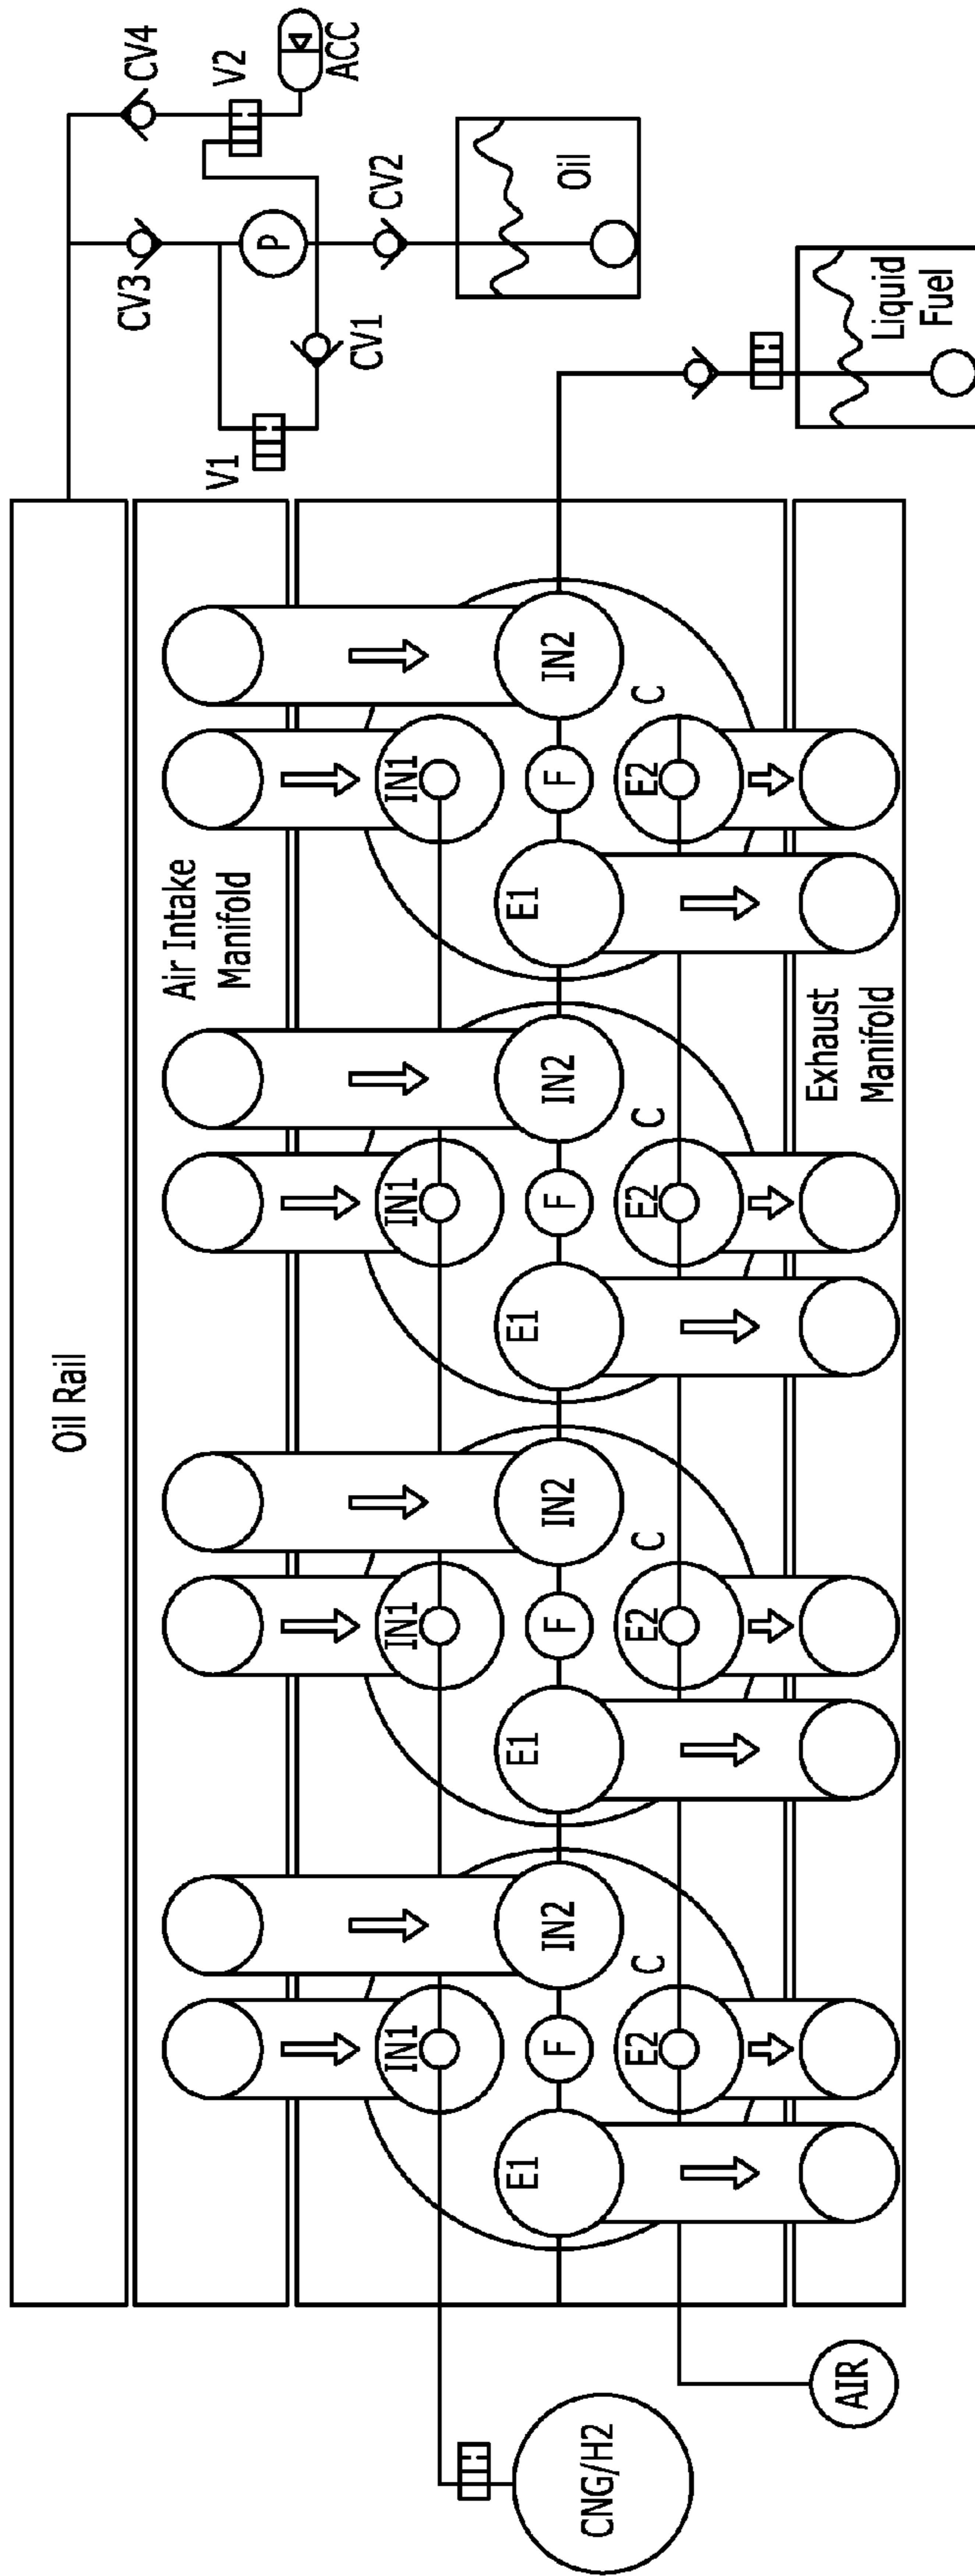 Oil Rail
CV3
CV4
Air Intake
Manifold
V1
V2
P
ACC
CV1
CV2
IN1
IN1
IN1
IN1
E1
F
IN2
E1
F
IN2
E1
F
IN2
E1
F
IN2
Oil
CNG/H2
E2
C
E2
C
E2
C
E2
C
AIR
Exhaust
Manifold
Liquid
Fuel